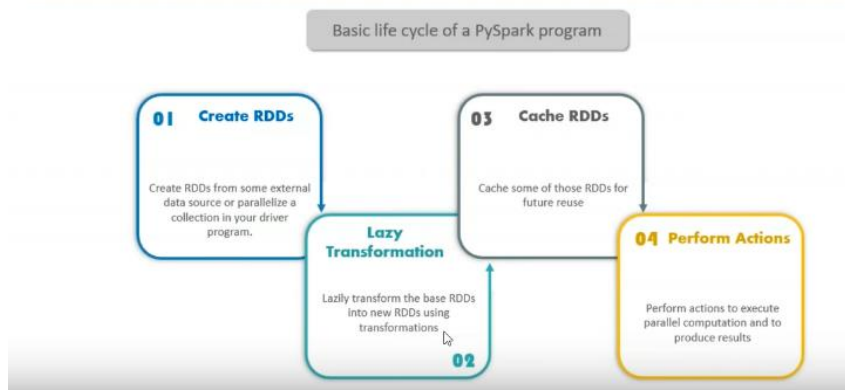 Basic life cycle of a PySpark program
01 Create RDDs
Create RDDs from some external
data source or parallelize a
collection in your driver
program.
Lazy
Transformation
Lazily transform the base RDDs
into new RDDs using
transformations
02
03 Cache RDDs
Cache some of those RDDs for
future reuse
04 Perform Actions
Perform actions to execute
parallel computation and to
produce results